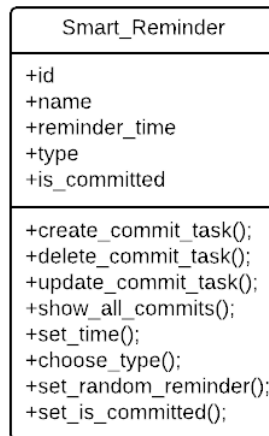 Smart_Reminder
+id
+name
+reminder_time
+type
+is_committed
+create_commit_task();
+delete_commit_task();
+update_commit_task();
+show_all_commits();
+set_time();
+choose_type();
+set_random_reminder();
+set_is_committed();